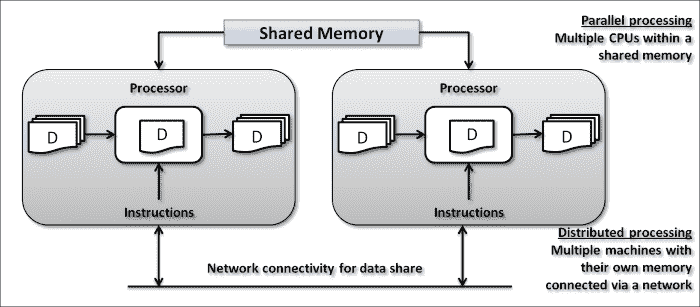 Shared Memory
Parallel processing
Multiple CPUs within a
shared memory
Processor
D
D
D
Instructions
Processor
D
D
D
Instructions
Network connectivity for data share
Distributed processing
Multiple machines with
their own memory
connected via a network